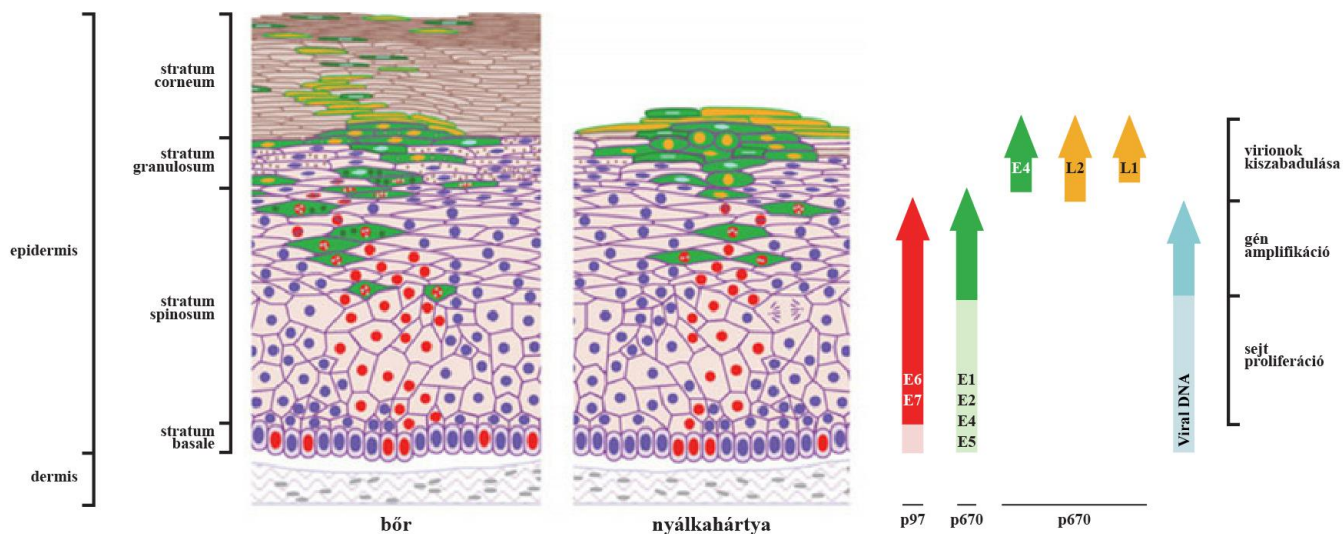 epidermis
dermis
stratum
corneum
stratum
granulosum
stratum
spinosum
stratum
basale
bőr
nyálkahártya
E6
E7
E1
E2
E4
E5
E4
L2
L1
Viral DNA
p97
p670
p670
virionok
kiszabadulása
gén
amplifikáció
sejt
proliferáció